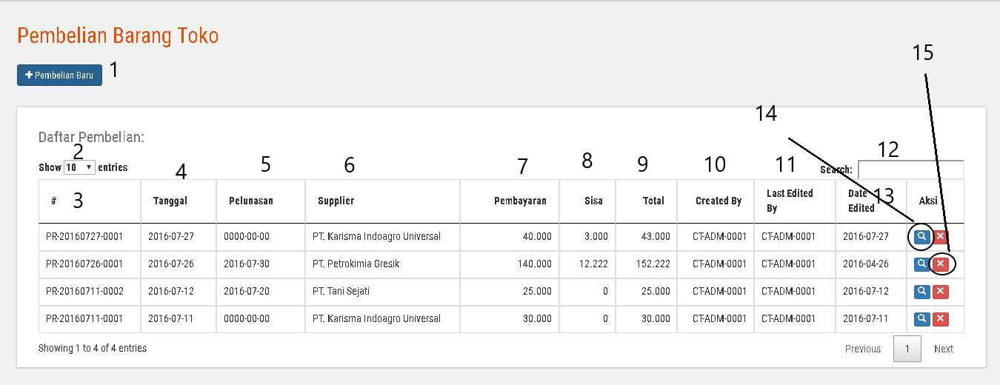 Pembelian Barang Toko
15
Pembelian Baru 1
14
Daftar Pembelian:
2 12
Show 10 entries Search:
4 5 6 7 8 9 10 11
# 3 Tanggal Pelunasan Supplier Pembayaran Sisa Total Created By Last Edited By Date Edited 13 Aksi
PR-20160727-0001 2016-07-27 0000-00-00 PT. Karisma Indoagro Universal 40.000 3.000 43.000 CT-ADM-0001 CT-ADM-0001 2016-07-27
PR-20160726-0001 2016-07-26 2016-07-30 PT. Petrokimia Gresik 140.000 12.222 152.222 CT-ADM-0001 CT-ADM-0001 2016-04-26
PR-20160711-0002 2016-07-12 2016-07-20 PT. Tani Sejati 25.000 0 25.000 CT-ADM-0001 CT-ADM-0001 2016-07-12
PR-20160711-0001 2016-07-11 0000-00-00 PT. Karisma Indoagro Universal 30.000 0 30.000 CT-ADM-0001 CT-ADM-0001 2016-07-11
Showing 1 to 4 of 4 entries Previous 1 Next